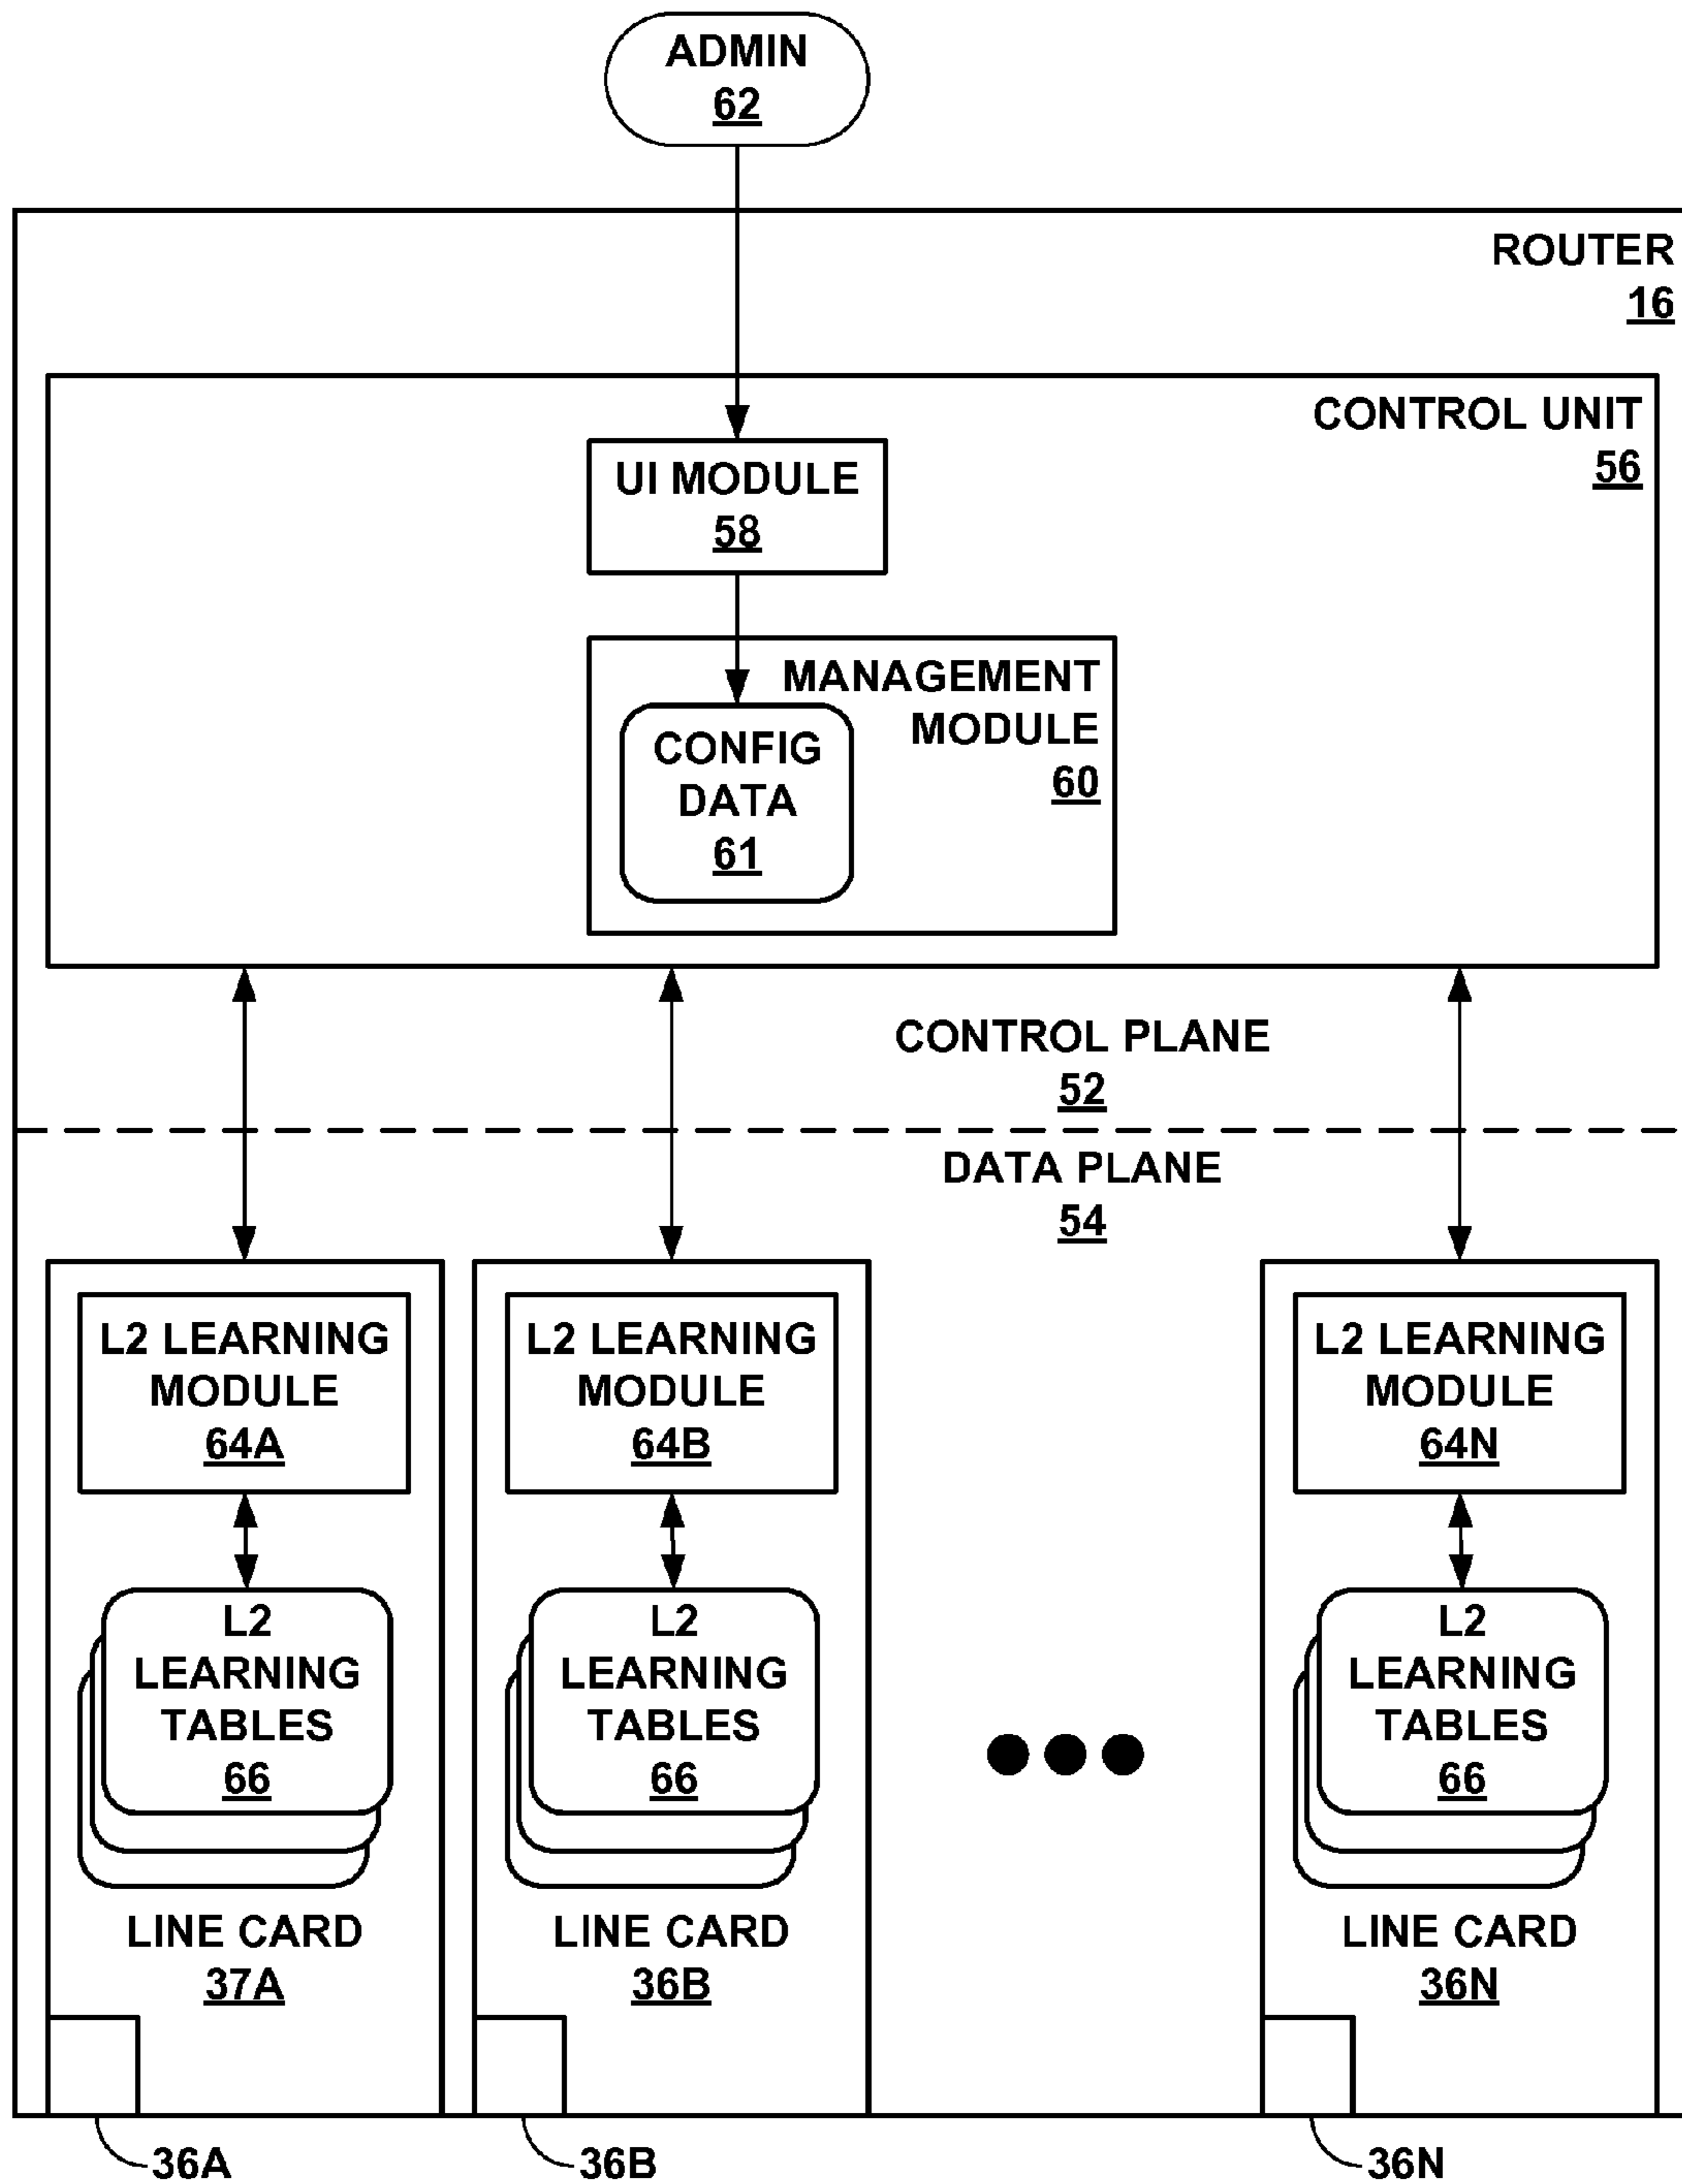 ADMIN
62
ROUTER
16
CONTROL UNIT
56
UI MODULE
58
MANAGEMENT
MODULE
60
CONFIG
DATA
61
CONTROL PLANE
52
DATA PLANE
54
L2 LEARNING
MODULE
64A
L2
LEARNING
TABLES
66
LINE CARD
37A
36A
L2 LEARNING
MODULE
64B
L2
LEARNING
TABLES
66
LINE CARD
36B
36B
L2 LEARNING
MODULE
64N
L2
LEARNING
TABLES
66
LINE CARD
36N
36N